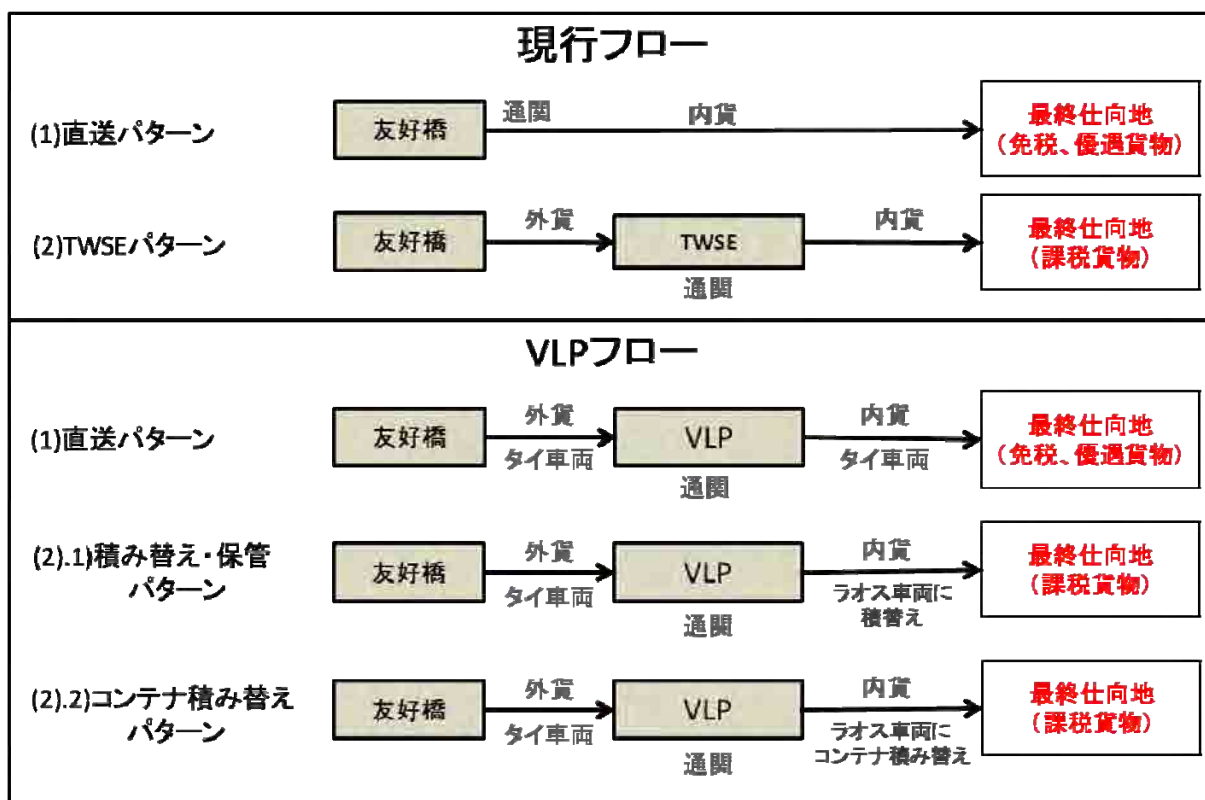 現行フロー
(1)直送パターン
友好橋
通関
内貨
最終仕向地
(免税、優遇貨物)
(2)TWSEパターン
友好橋
外貨
TWSE
通関
内貨
最終仕向地
(課税貨物)
VLPフロー
(1)直送パターン
友好橋
外貨
タイ車両
VLP
通関
内貨
タイ車両
最終仕向地
(免税、優遇貨物)
(2).1)積み替え・保管
パターン
友好橋
外貨
タイ車両
VLP
通関
内貨
ラオス車両に
積替え
最終仕向地
(課税貨物)
(2).2)コンテナ積み替え
パターン
友好橋
外貨
タイ車両
VLP
通関
内貨
ラオス車両に
コンテナ積み替え
最終仕向地
(課税貨物)